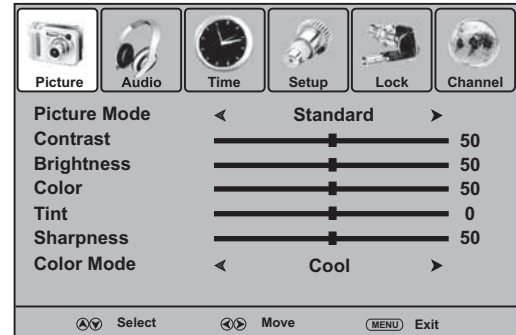 Picture Audio Time Setup Lock Channel
Picture Mode Standard
Contrast 50
Brightness 50
Color 50
Tint 0
Sharpness 50
Color Mode Cool
Select Move MENU Exit